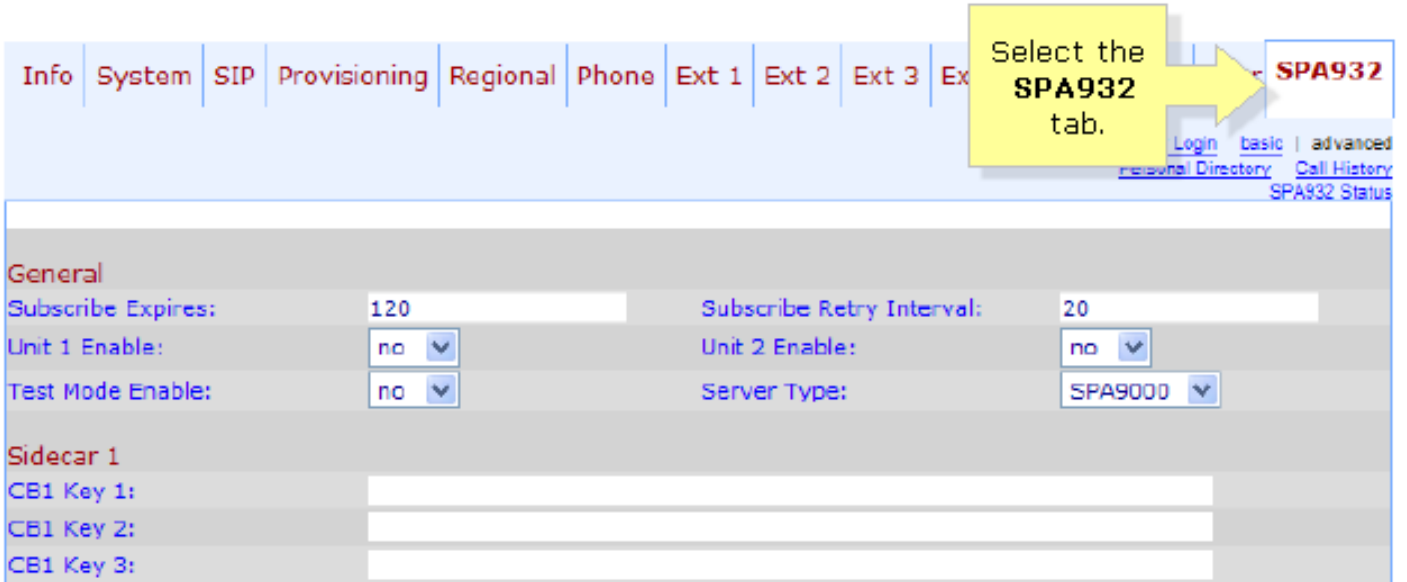 Select the
SPA932
tab.
Info System SIP Provisioning Regional Phone Ext 1 Ext 2 Ext 3 SPA932
Login basic | advanced
Personal Directory Call History
SPA932 Status
General
Subscribe Expires: 120 Subscribe Retry Interval: 20
Unit 1 Enable: no Unit 2 Enable: no
Test Mode Enable: no Server Type: SPA9000
Sidecar 1
CB1 Key 1:
CB1 Key 2:
CB1 Key 3: